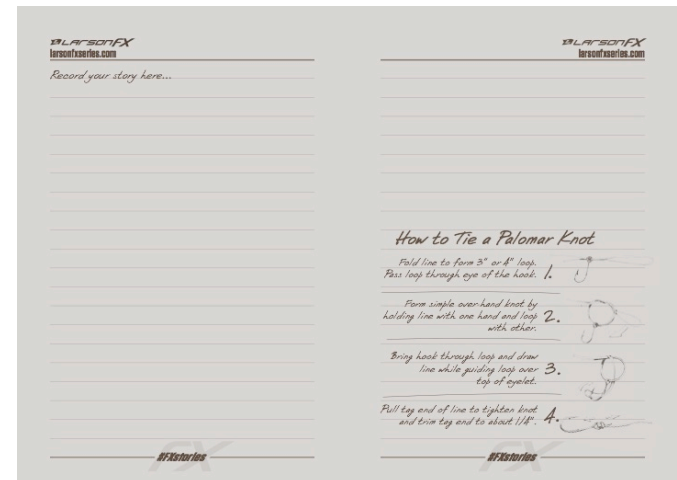 LarsonFX
larsonfxseries.com
Record your story here...
#FXstories
LarsonFX
larsonfxseries.com
How to Tie a Palomar Knot
Fold line to form 3" or 4" loop.
Pass loop through eye of the hook.
1.
Form simple overhand knot by
holding line with one hand and loop
with other.
2.
Bring hook through loop and draw
line while guiding loop over
top of eyelet.
3.
Pull tag end of line to tighten knot
and trim tag end to about 1/4".
4.
FX
#FXstories